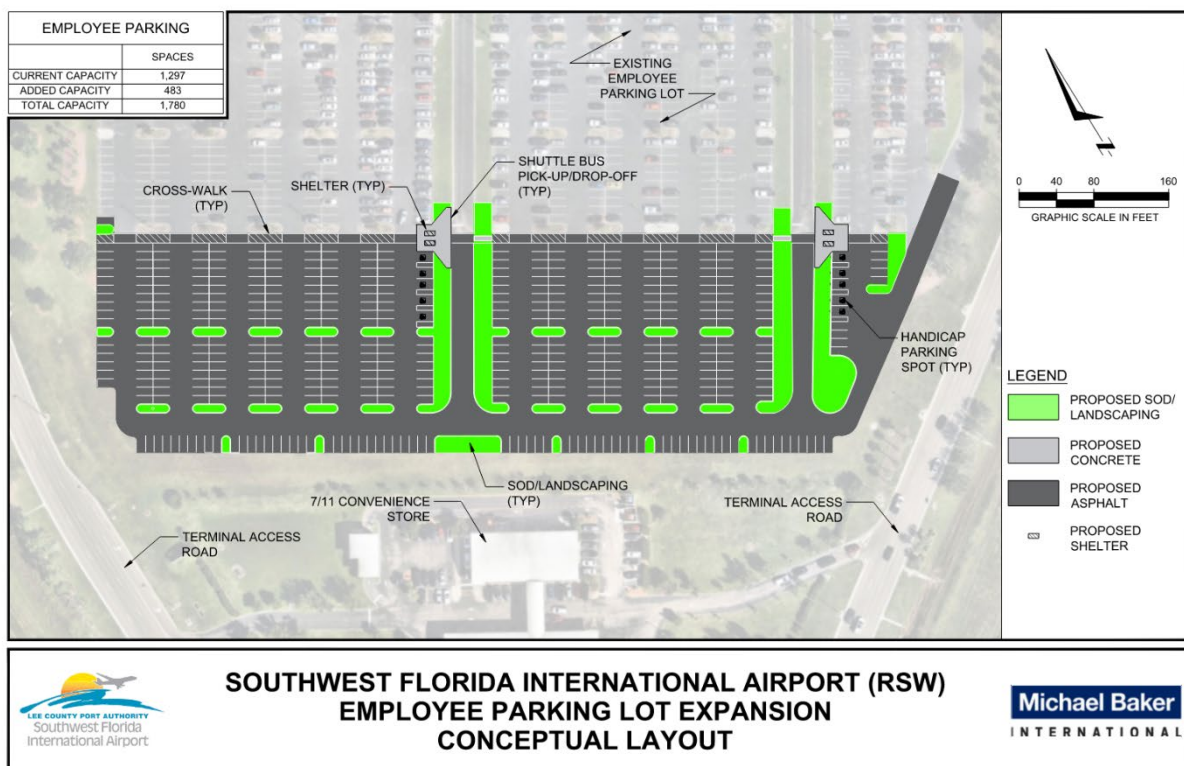 EMPLOYEE PARKING
SPACES
CURRENT CAPACITY 1,297
ADDED CAPACITY 483
TOTAL CAPACITY 1,780
EXISTING
EMPLOYEE
PARKING LOT
SHUTTLE BUS
PICK-UP/DROP-OFF
(TYP)
SHELTER (TYP)
CROSS-WALK
(TYP)
HANDICAP
PARKING
SPOT (TYP)
SOD/LANDSCAPING
(TYP)
7/11 CONVENIENCE
STORE
TERMINAL ACCESS
ROAD
TERMINAL ACCESS
ROAD
N
0 40 80 160
GRAPHIC SCALE IN FEET
LEGEND
PROPOSED SOD/
LANDSCAPING
PROPOSED
CONCRETE
PROPOSED
ASPHALT
PROPOSED
SHELTER
LEE COUNTY PORT AUTHORITY
Southwest Florida
International Airport
SOUTHWEST FLORIDA INTERNATIONAL AIRPORT (RSW)
EMPLOYEE PARKING LOT EXPANSION
CONCEPTUAL LAYOUT
Michael Baker
INTERNATIONAL